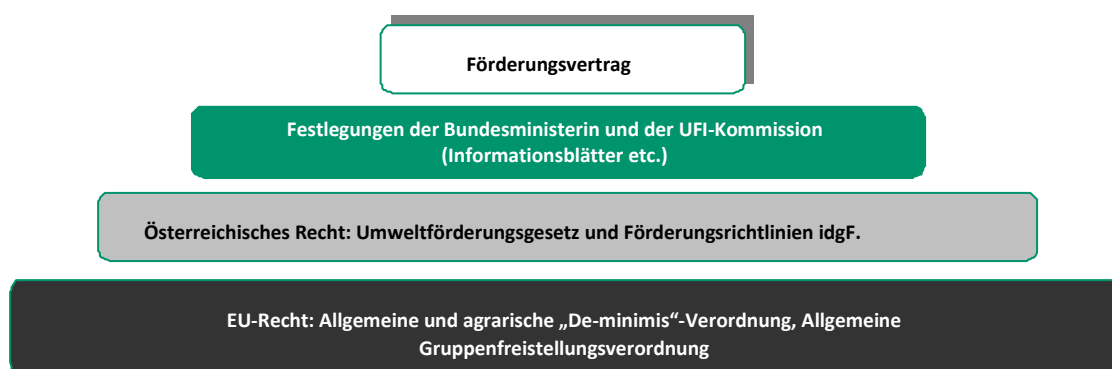 Förderungsvertrag
Festlegungen der Bundesministerin und der UFI-Kommission
(Informationsblätter etc.)
Österreichisches Recht: Umweltförderungsgesetz und Förderungsrichtlinien idgF.
EU-Recht: Allgemeine und agrarische „De-minimis“-Verordnung, Allgemeine
Gruppenfreistellungsverordnung